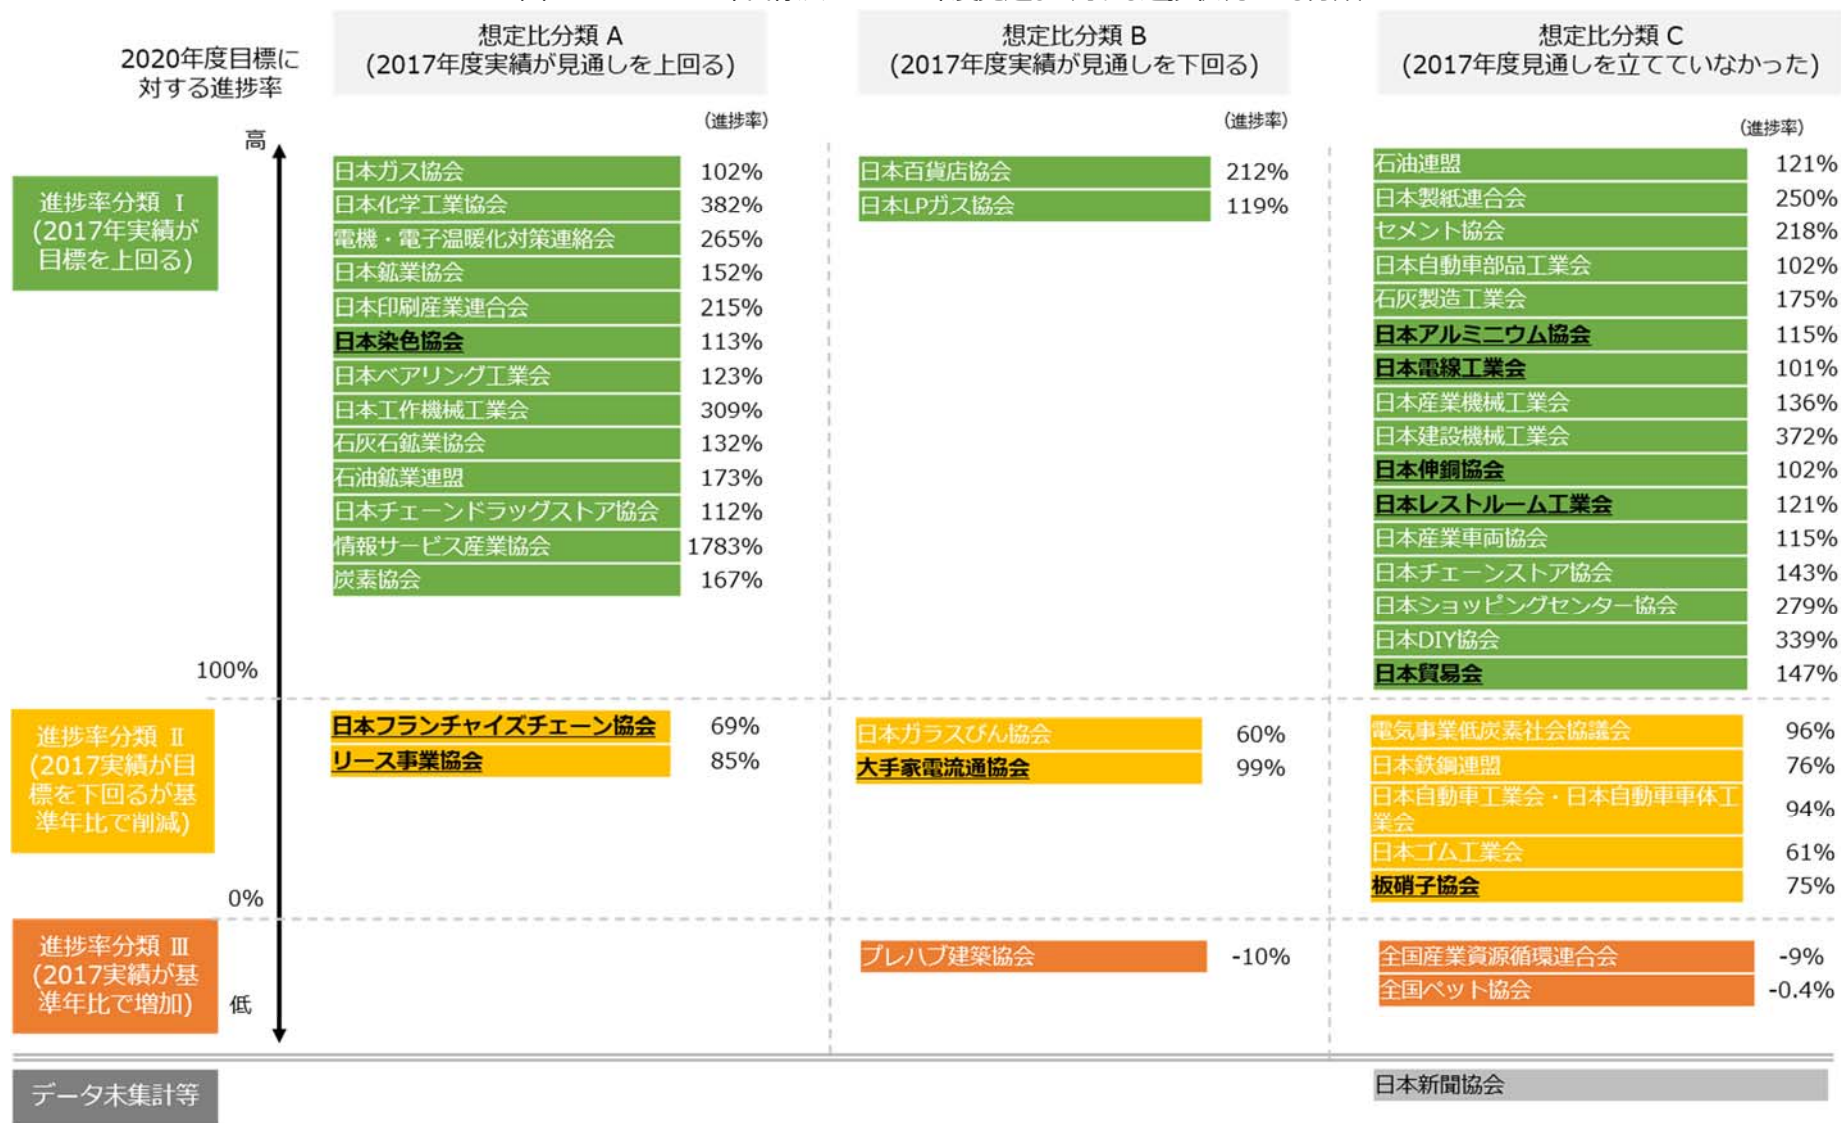 2020年度目標に
対する進捗率
想定比分類 A
(2017年度実績が見通しを上回る)
想定比分類 B
(2017年度実績が見通しを下回る)
想定比分類 C
(2017年度見通しを立てていなかった)
(進捗率)
(進捗率)
(進捗率)
高
進捗率分類 Ⅰ
(2017年実績が
目標を上回る)
日本ガス協会 102%
日本化学工業協会 382%
電機・電子温暖化対策連絡会 265%
日本鉱業協会 152%
日本印刷産業連合会 215%
日本染色協会 113%
日本ベアリング工業会 123%
日本工作機械工業会 309%
石灰石鉱業協会 132%
石油鉱業連盟 173%
日本チェーンドラッグストア協会 112%
情報サービス産業協会 1783%
炭素協会 167%
日本百貨店協会 212%
日本LPガス協会 119%
石油連盟 121%
日本製紙連合会 250%
セメント協会 218%
日本自動車部品工業会 102%
石灰製造工業会 175%
日本アルミニウム協会 115%
日本電線工業会 101%
日本産業機械工業会 136%
日本建設機械工業会 372%
日本伸銅協会 102%
日本レストルーム工業会 121%
日本産業車両協会 115%
日本チェーンストア協会 143%
日本ショッピングセンター協会 279%
日本DIY協会 339%
日本貿易会 147%
100%
進捗率分類 Ⅱ
(2017実績が目
標を下回るが基
準年比で削減)
日本フランチャイズチェーン協会 69%
リース事業協会 85%
日本ガラスびん協会 60%
大手家電流通協会 99%
電気事業低炭素社会協議会 96%
日本鉄鋼連盟 76%
日本自動車工業会・日本自動車車体工
業会 94%
日本ゴム工業会 61%
板硝子協会 75%
0%
進捗率分類 Ⅲ
(2017実績が基
準年比で増加)
低
プレハブ建築協会 -10%
全国産業資源循環連合会 -9%
全国ペット協会 -0.4%
データ未集計等
日本新聞協会